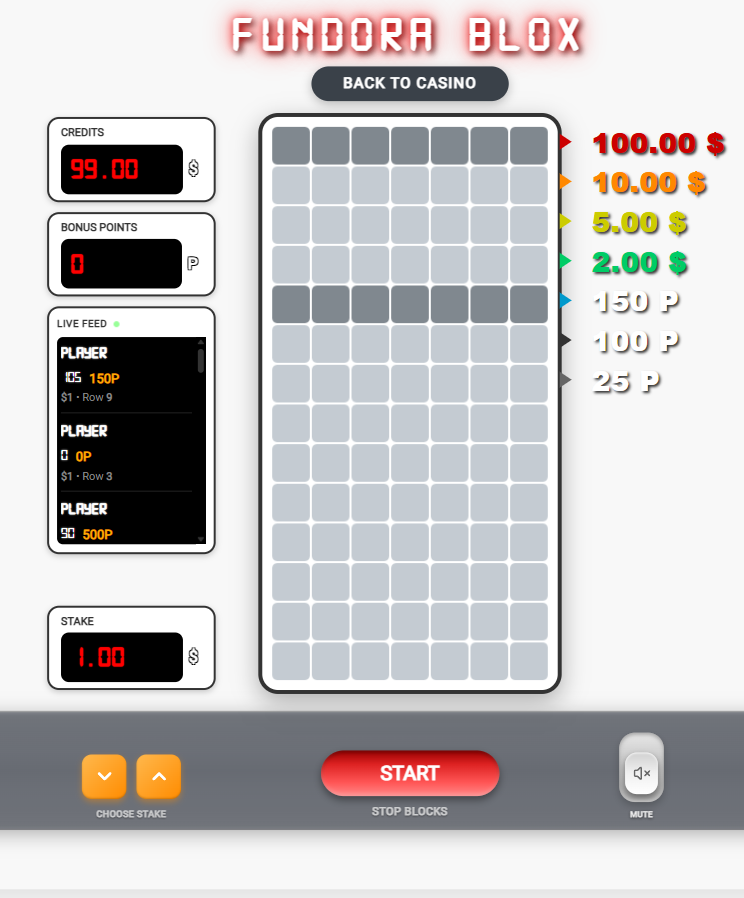 FUNDORA BLOX
BACK TO CASINO
CREDITS
99.00 $
BONUS POINTS
0 P
LIVE FEED
PLAYER
105 150P
$1 • Row 9
PLAYER
0 0P
$1 • Row 3
PLAYER
90 500P
STAKE
1.00 $
100.00 $
10.00 $
5.00 $
2.00 $
150 P
100 P
25 P
CHOOSE STAKE
START
STOP BLOCKS
MUTE